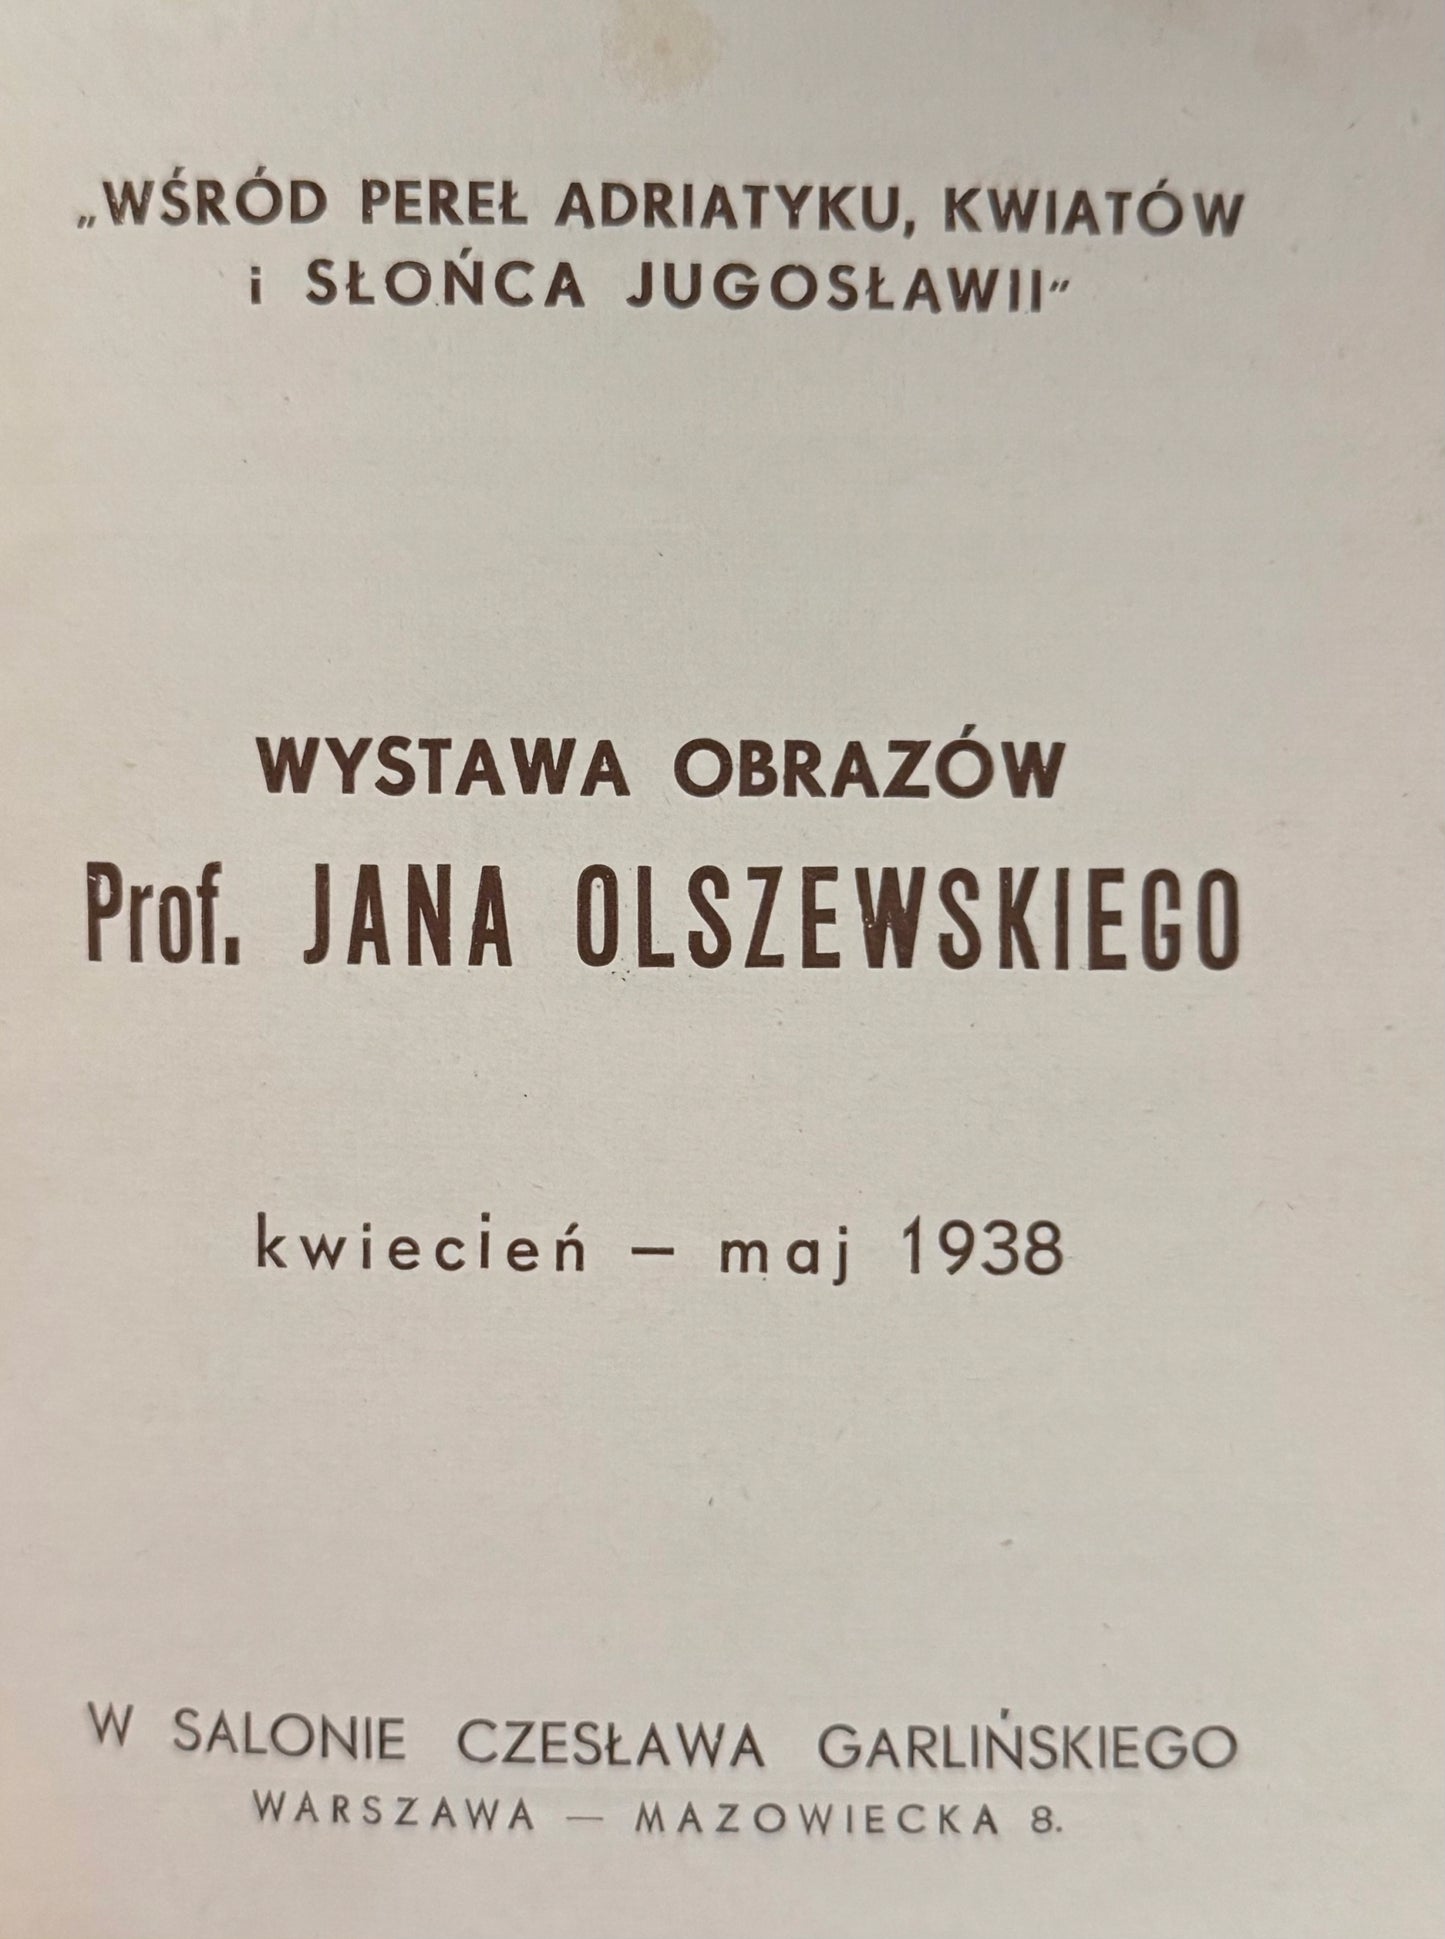 „WŚRÓD PEREŁ ADRIATYKU, KWIATÓW
i SŁOŃCA JUGOSŁAWII”
WYSTAWA OBRAZÓW
Prof. JANA OLSZEWSKIEGO
kwiecień – maj 1938
W SALONIE CZESŁAWA GARLIŃSKIEGO
WARSZAWA — MAZOWIECKA 8.